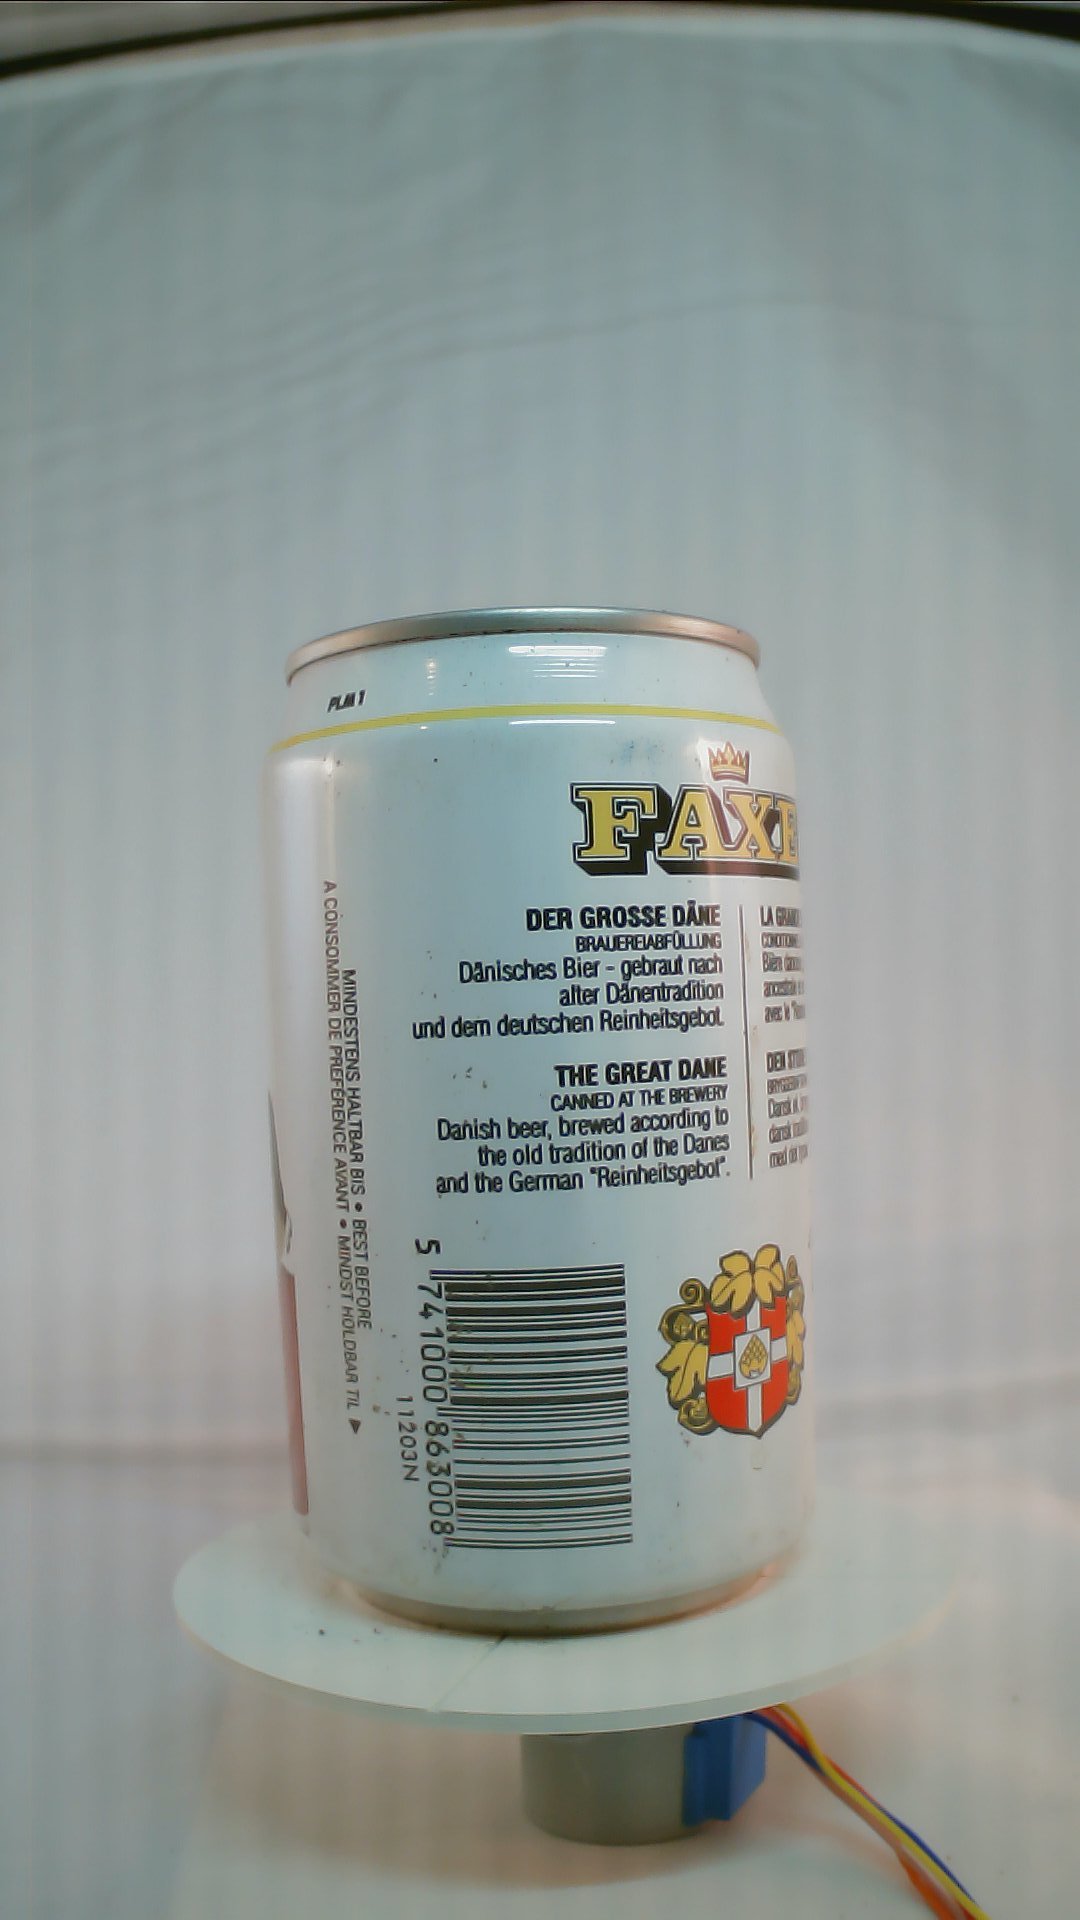 PLM 1
FAXE
DER GROSSE DÄNE
BRAUEREIABFÜLLUNG
Dänisches Bier - gebraut nach
alter Dänentradition
und dem deutschen Reinheitsgebot.
THE GREAT DANE
CANNED AT THE BREWERY
Danish beer, brewed according to
the old tradition of the Danes
and the German "Reinheitsgebot".
LA
DEN
MINDESTENS HALTBAR BIS • BEST BEFORE
A CONSOMMER DE PREFERENCE AVANT • MINDST HOLDBAR TIL
5 741000 863008
11203N